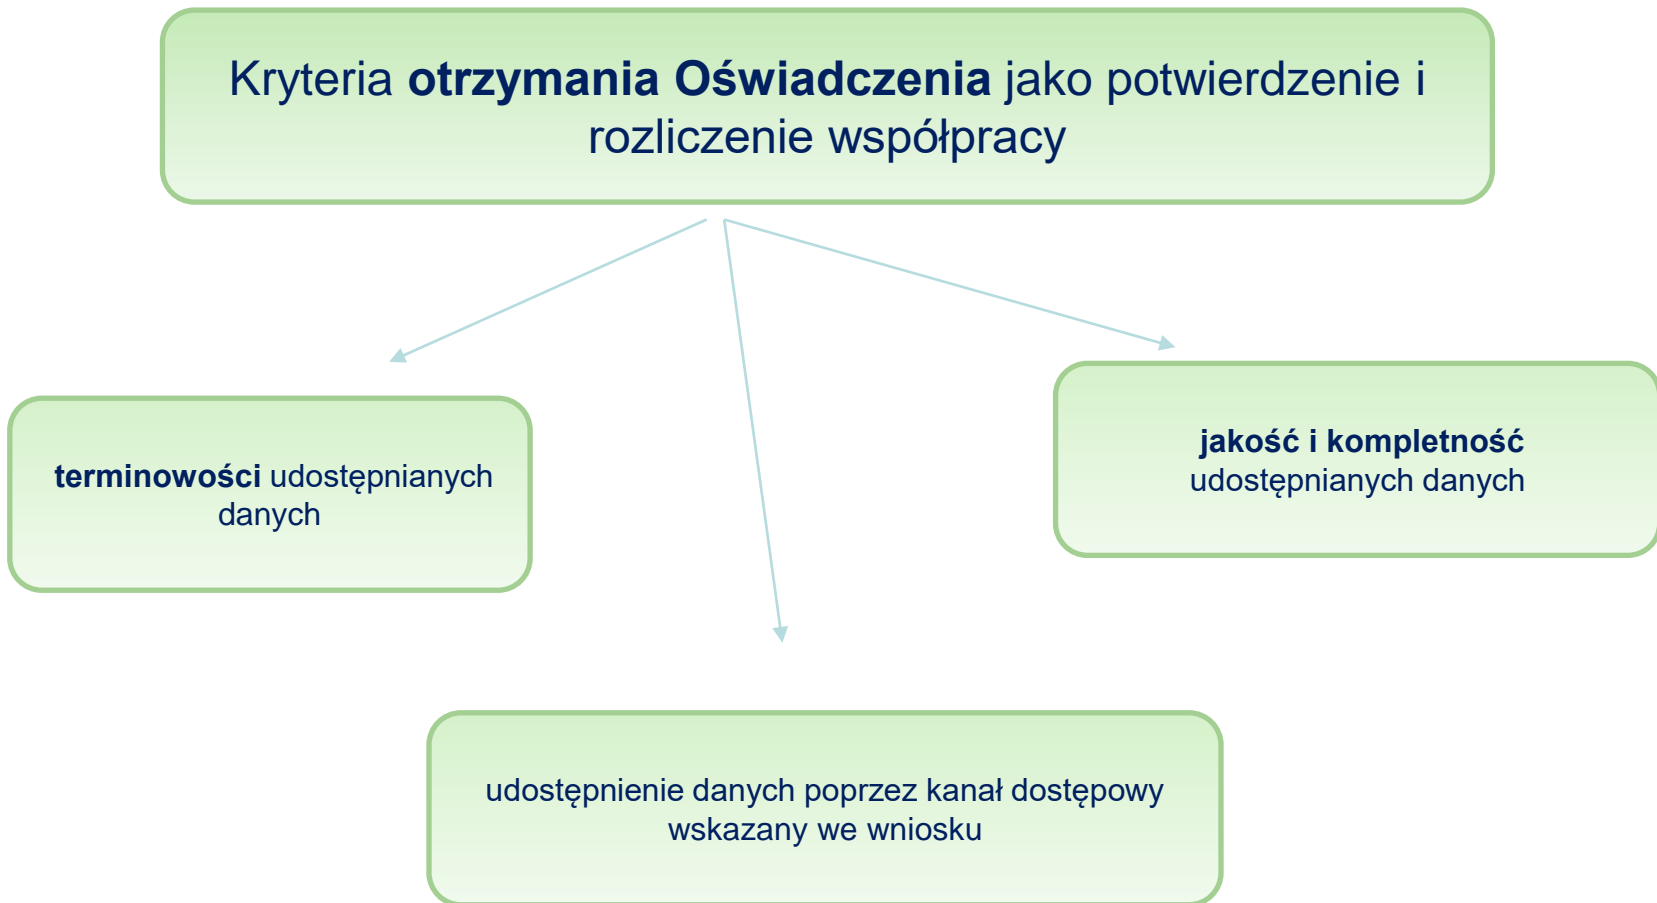 Kryteria otrzymania Oświadczenia jako potwierdzenie i
rozliczenie współpracy
terminowości udostępnianych
danych
jakość i kompletność
udostępnianych danych
udostępnienie danych poprzez kanał dostępowy
wskazany we wniosku